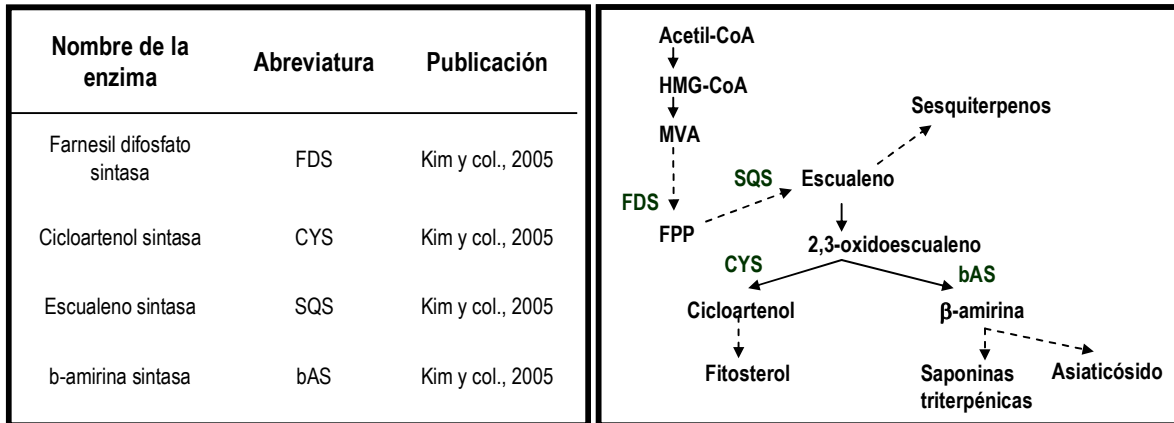 Nombre de la
enzima
Abreviatura
Publicación
Farnesil difosfato
sintasa
FDS
Kim y col., 2005
Cicloartenol sintasa
CYS
Kim y col., 2005
Escualeno sintasa
SQS
Kim y col., 2005
b-amirina sintasa
bAS
Kim y col., 2005
Acetil-CoA
HMG-CoA
MVA
FDS
FPP
SQS
Escualeno
Sesquiterpenos
2,3-oxidoescualeno
CYS
bAS
Cicloartenol
β-amirina
Fitosterol
Saponinas
triterpénicas
Asiaticósido